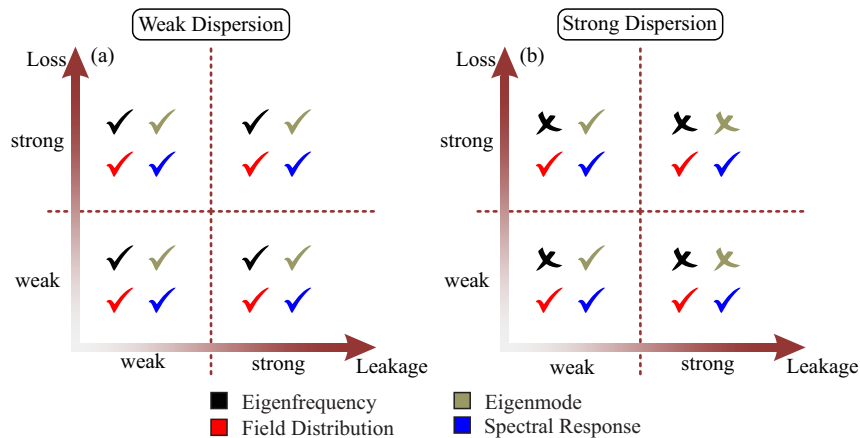 Weak Dispersion
Strong Dispersion
Loss
(a)
strong
weak
weak
strong
Leakage
Loss
(b)
strong
weak
weak
strong
Leakage
Eigenfrequency
Eigenmode
Field Distribution
Spectral Response